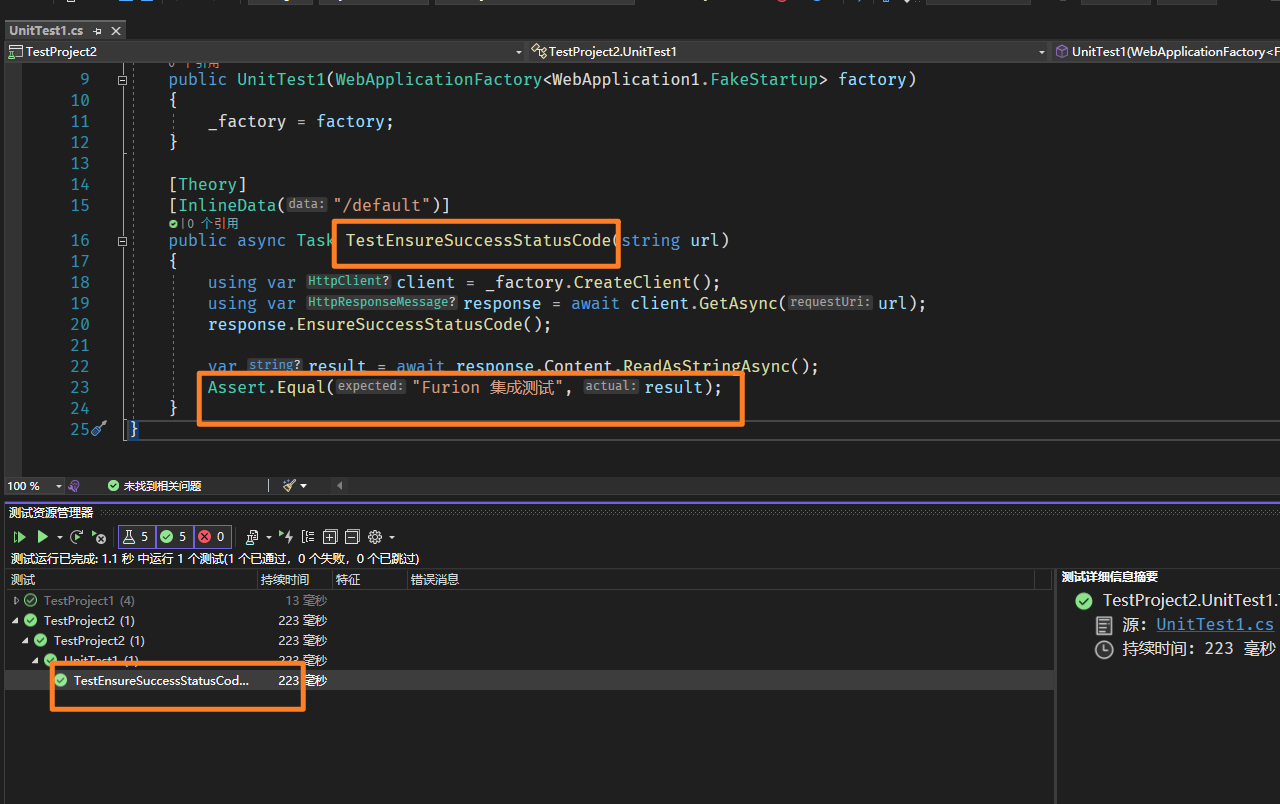 UnitTest1.cs
TestProject2 TestProject2.UnitTest1 UnitTest1(WebApplicationFactory<F
9 public UnitTest1(WebApplicationFactory<WebApplication1.FakeStartup> factory)
10 {
11 _factory = factory;
12 }
13
14 [Theory]
15 [InlineData(data: "/default")]
|0 个引用
16 public async Task TestEnsureSuccessStatusCode(string url)
17 {
18 using var HttpClient? client = _factory.CreateClient();
19 using var HttpResponseMessage? response = await client.GetAsync(requestUri: url);
20 response.EnsureSuccessStatusCode();
21
22 var string? result = await response.Content.ReadAsStringAsync();
23 Assert.Equal(expected: "Furion 集成测试", actual: result);
24 }
25 }
100 % 未找到相关问题
测试资源管理器
5 5 0
测试运行已完成: 1.1 秒 中运行 1 个测试(1 个已通过，0 个失败，0 个已跳过)
测试 持续时间 特征 错误消息
TestProject1 (4) 13 毫秒
TestProject2 (1) 223 毫秒
TestProject2 (1) 223 毫秒
UnitTest1 (1) 223 毫秒
TestEnsureSuccessStatusCod... 223 毫秒
测试详细信息摘要
TestProject2.UnitTest1.
源: UnitTest1.cs
持续时间: 223 毫秒